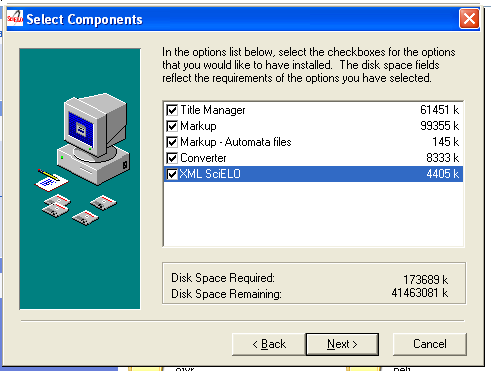 SciELO Select Components
In the options list below, select the checkboxes for the options
that you would like to have installed. The disk space fields
reflect the requirements of the options you have selected.
Title Manager 61451 k
Markup 99355 k
Markup - Automata files 145 k
Converter 8333 k
XML SciELO 4405 k
Disk Space Required: 173689 k
Disk Space Remaining: 41463081 k
< Back Next > Cancel